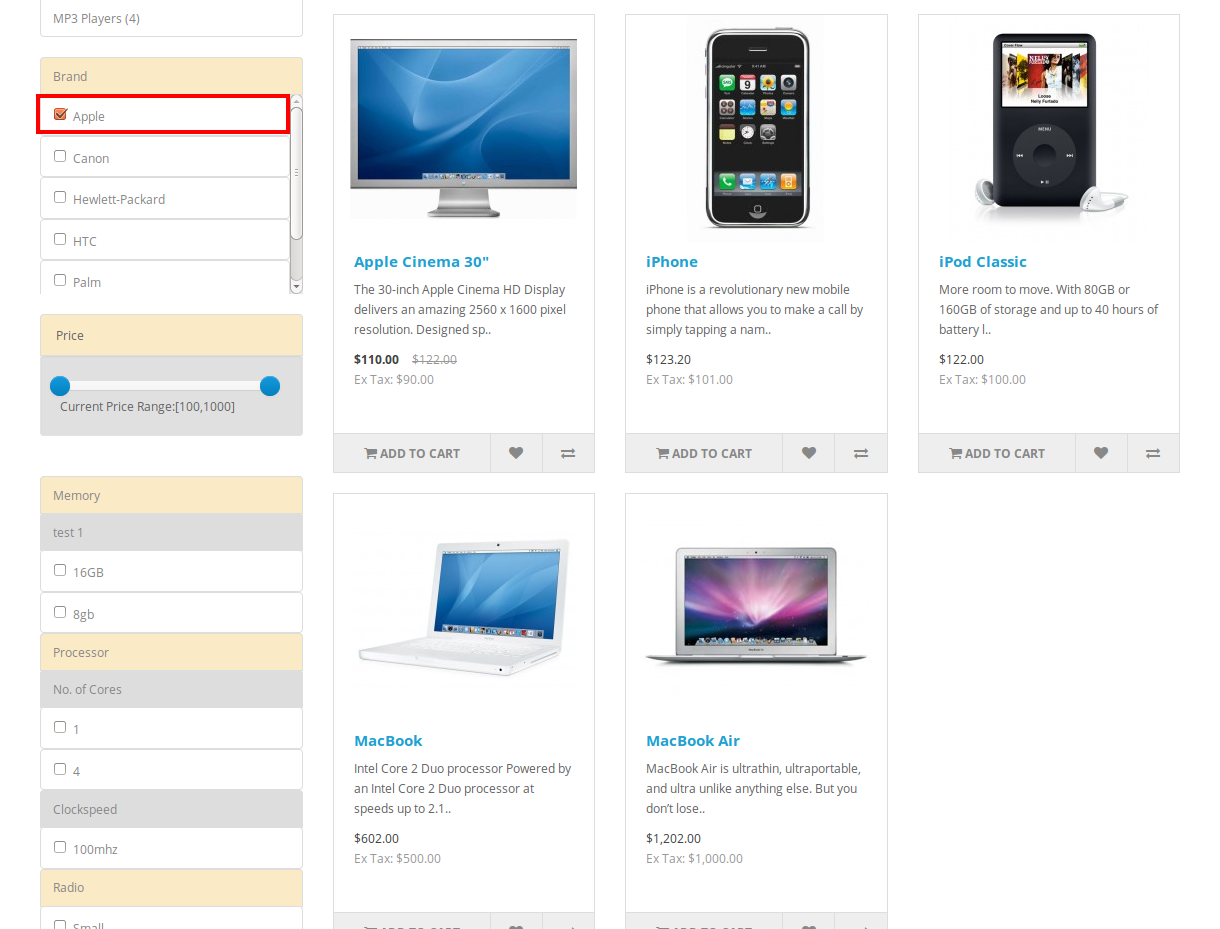 MP3 Players (4)
Brand
Apple
Canon
Hewlett-Packard
HTC
Palm
Price
Current Price Range:[100,1000]
Memory
test 1
16GB
8gb
Processor
No. of Cores
1
4
Clockspeed
100mhz
Radio
Small
Apple Cinema 30"
The 30-inch Apple Cinema HD Display
delivers an amazing 2560 x 1600 pixel
resolution. Designed sp..
$110.00 $122.00
Ex Tax: $90.00
ADD TO CART
iPhone
iPhone is a revolutionary new mobile
phone that allows you to make a call by
simply tapping a nam..
$123.20
Ex Tax: $101.00
ADD TO CART
MENU
iPod Classic
More room to move. With 80GB or
160GB of storage and up to 40 hours of
battery l..
$122.00
Ex Tax: $100.00
ADD TO CART
MacBook
Intel Core 2 Duo processor Powered by
an Intel Core 2 Duo processor at
speeds up to 2.1..
$602.00
Ex Tax: $500.00
ADD TO CART
MacBook Air
MacBook Air is ultrathin, ultraportable,
and ultra unlike anything else. But you
don’t lose..
$1,202.00
Ex Tax: $1,000.00
ADD TO CART